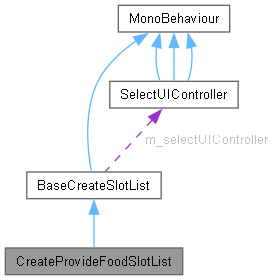 MonoBehaviour
SelectUIController
m_selectUIController
BaseCreateSlotList
CreateProvideFoodSlotList